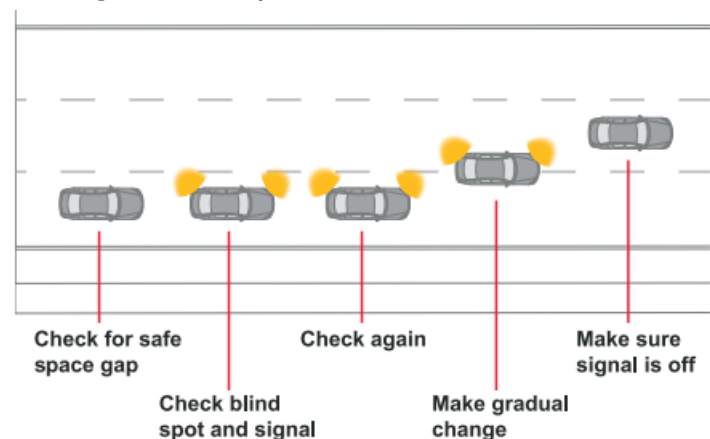 Check for safe
space gap
Check blind
spot and signal
Check again
Make gradual
change
Make sure
signal is off